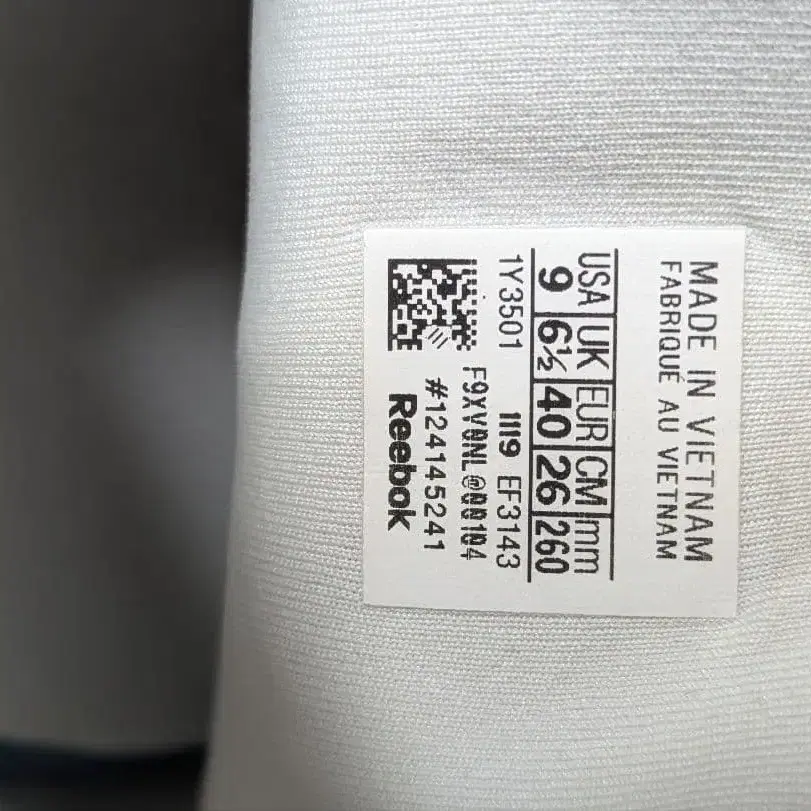 MADE IN VIETNAM
FABRIQUÉ AU VIETNAM
USA UK EUR CM mm
9 6½ 40 26 260
1Y3501 1119 EF3143
F9XVQNL@00104
#124145241
Reebok